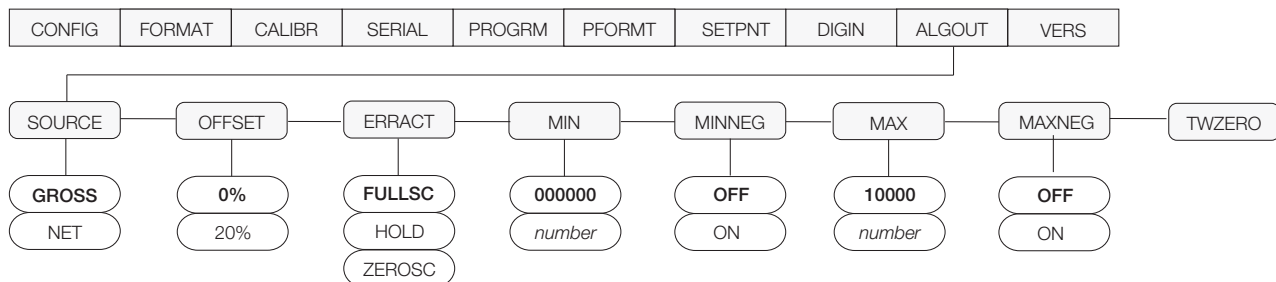 CONFIG FORMAT CALIBR SERIAL PROGRM PFORMT SETPNT DIGIN ALGOUT VERS
SOURCE OFFSET ERRACT MIN MINNEG MAX MAXNEG TWZERO
GROSS 0% FULLSC 000000 OFF 10000 OFF
NET 20% HOLD number ON number ON
ZEROSC